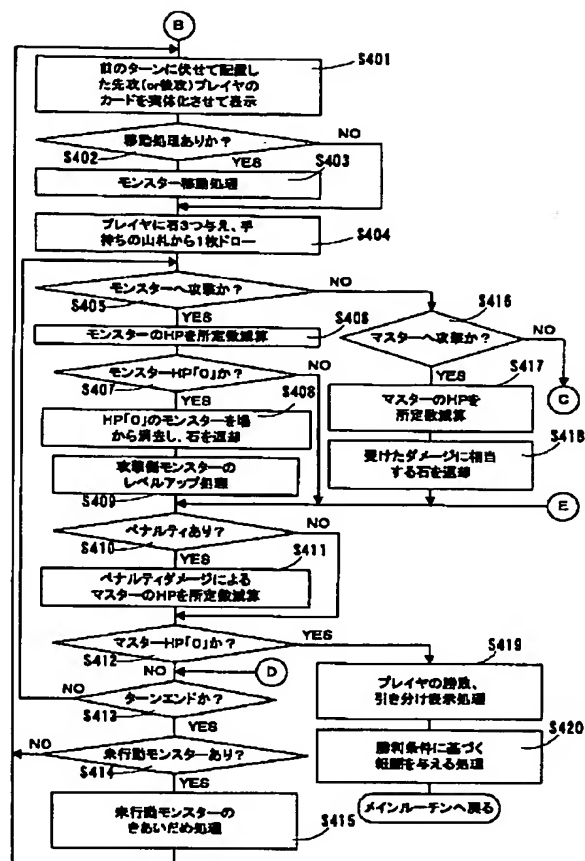 B
S401
前のターンに伏せて配置し
た先攻(or後攻)プレイヤの
カードを実体化させて表示
移動処理ありか?
NO
S402
YES
S403
モンスター移動処理
プレイヤに石3つ与え、手
持ちの山札から1枚ドロー
S404
モンスターへ攻撃か?
NO
S405
YES
S406
モンスターのHPを所定数減算
S416
マスターへ攻撃か?
NO
YES
S417
C
マスターのHPを
所定数減算
S418
受けたダメージに相当
する石を返却
モンスターHP「0」か?
NO
S407
YES
S408
HP「0」のモンスターを場
から消去し、石を返却
攻撃側モンスターの
レベルアップ処理
S409
E
ペナルティあり?
NO
S410
YES
S411
ペナルティダメージによる
マスターのHPを所定数減算
マスターHP「0」か?
YES
S412
NO
D
S419
プレイヤの勝敗、
引き分け表示処理
S420
勝利条件に基づく
報酬を与える処理
メインルーチンへ戻る
NO
ターンエンドか?
S413
YES
NO
未行動モンスターあり?
S414
YES
未行動モンスターの
きあいだめ処理
S415